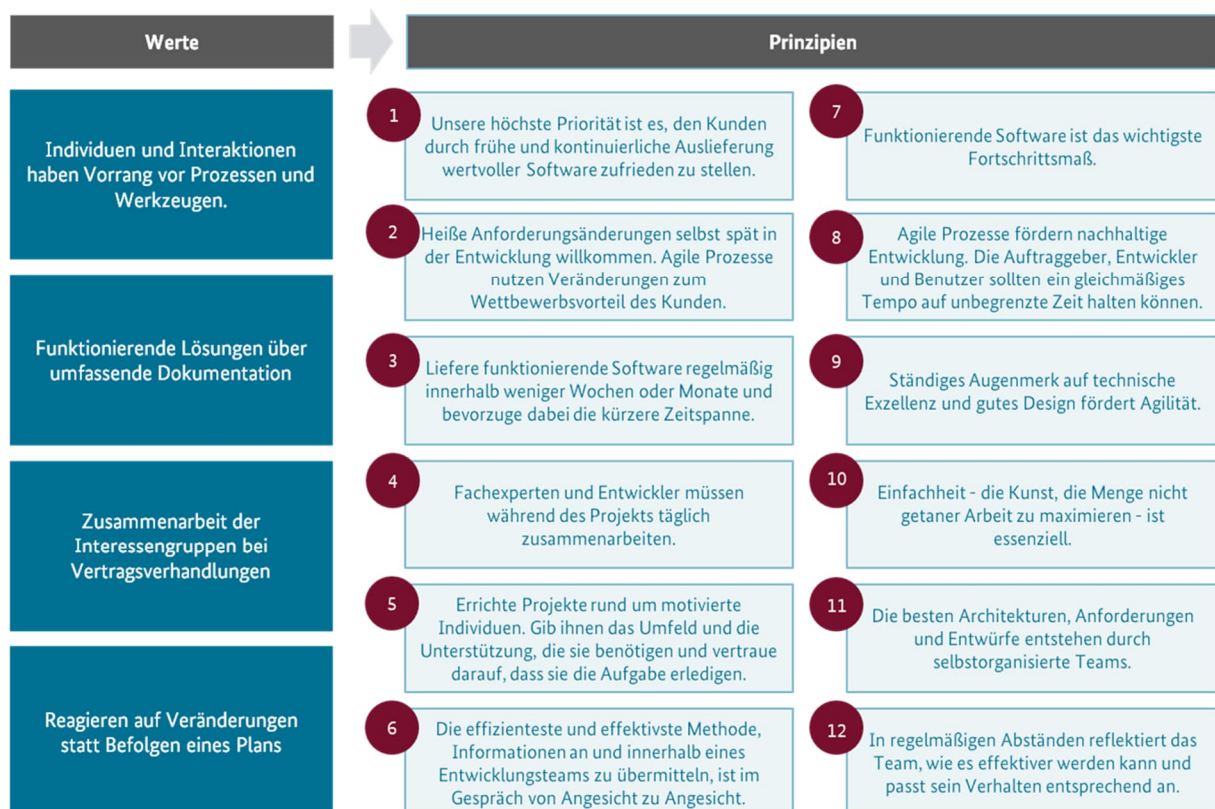 Werte
Prinzipien
Individuen und Interaktionen
haben Vorrang vor Prozessen und
Werkzeugen.
Funktionierende Lösungen über
umfassende Dokumentation
Zusammenarbeit der
Interessengruppen bei
Vertragsverhandlungen
Reagieren auf Veränderungen
statt Befolgen eines Plans
1
Unsere höchste Priorität ist es, den Kunden
durch frühe und kontinuierliche Auslieferung
wertvoller Software zufrieden zu stellen.
2
Heiße Anforderungsänderungen selbst spät in
der Entwicklung willkommen. Agile Prozesse
nutzen Veränderungen zum
Wettbewerbsvorteil des Kunden.
3
Liefere funktionierende Software regelmäßig
innerhalb weniger Wochen oder Monate und
bevorzuge dabei die kürzere Zeitspanne.
4
Fachexperten und Entwickler müssen
während des Projekts täglich
zusammenarbeiten.
5
Errichte Projekte rund um motivierte
Individuen. Gib ihnen das Umfeld und die
Unterstützung, die sie benötigen und vertraue
darauf, dass sie die Aufgabe erledigen.
6
Die effizienteste und effektivste Methode,
Informationen an und innerhalb eines
Entwicklungsteams zu übermitteln, ist im
Gespräch von Angesicht zu Angesicht.
7
Funktionierende Software ist das wichtigste
Fortschrittsmaß.
8
Agile Prozesse fördern nachhaltige
Entwicklung. Die Auftraggeber, Entwickler
und Benutzer sollten ein gleichmäßiges
Tempo auf unbegrenzte Zeit halten können.
9
Ständiges Augenmerk auf technische
Exzellenz und gutes Design fördert Agilität.
10
Einfachheit - die Kunst, die Menge nicht
getaner Arbeit zu maximieren - ist
essenziell.
11
Die besten Architekturen, Anforderungen
und Entwürfe entstehen durch
selbstorganisierte Teams.
12
In regelmäßigen Abständen reflektiert das
Team, wie es effektiver werden kann und
passt sein Verhalten entsprechend an.